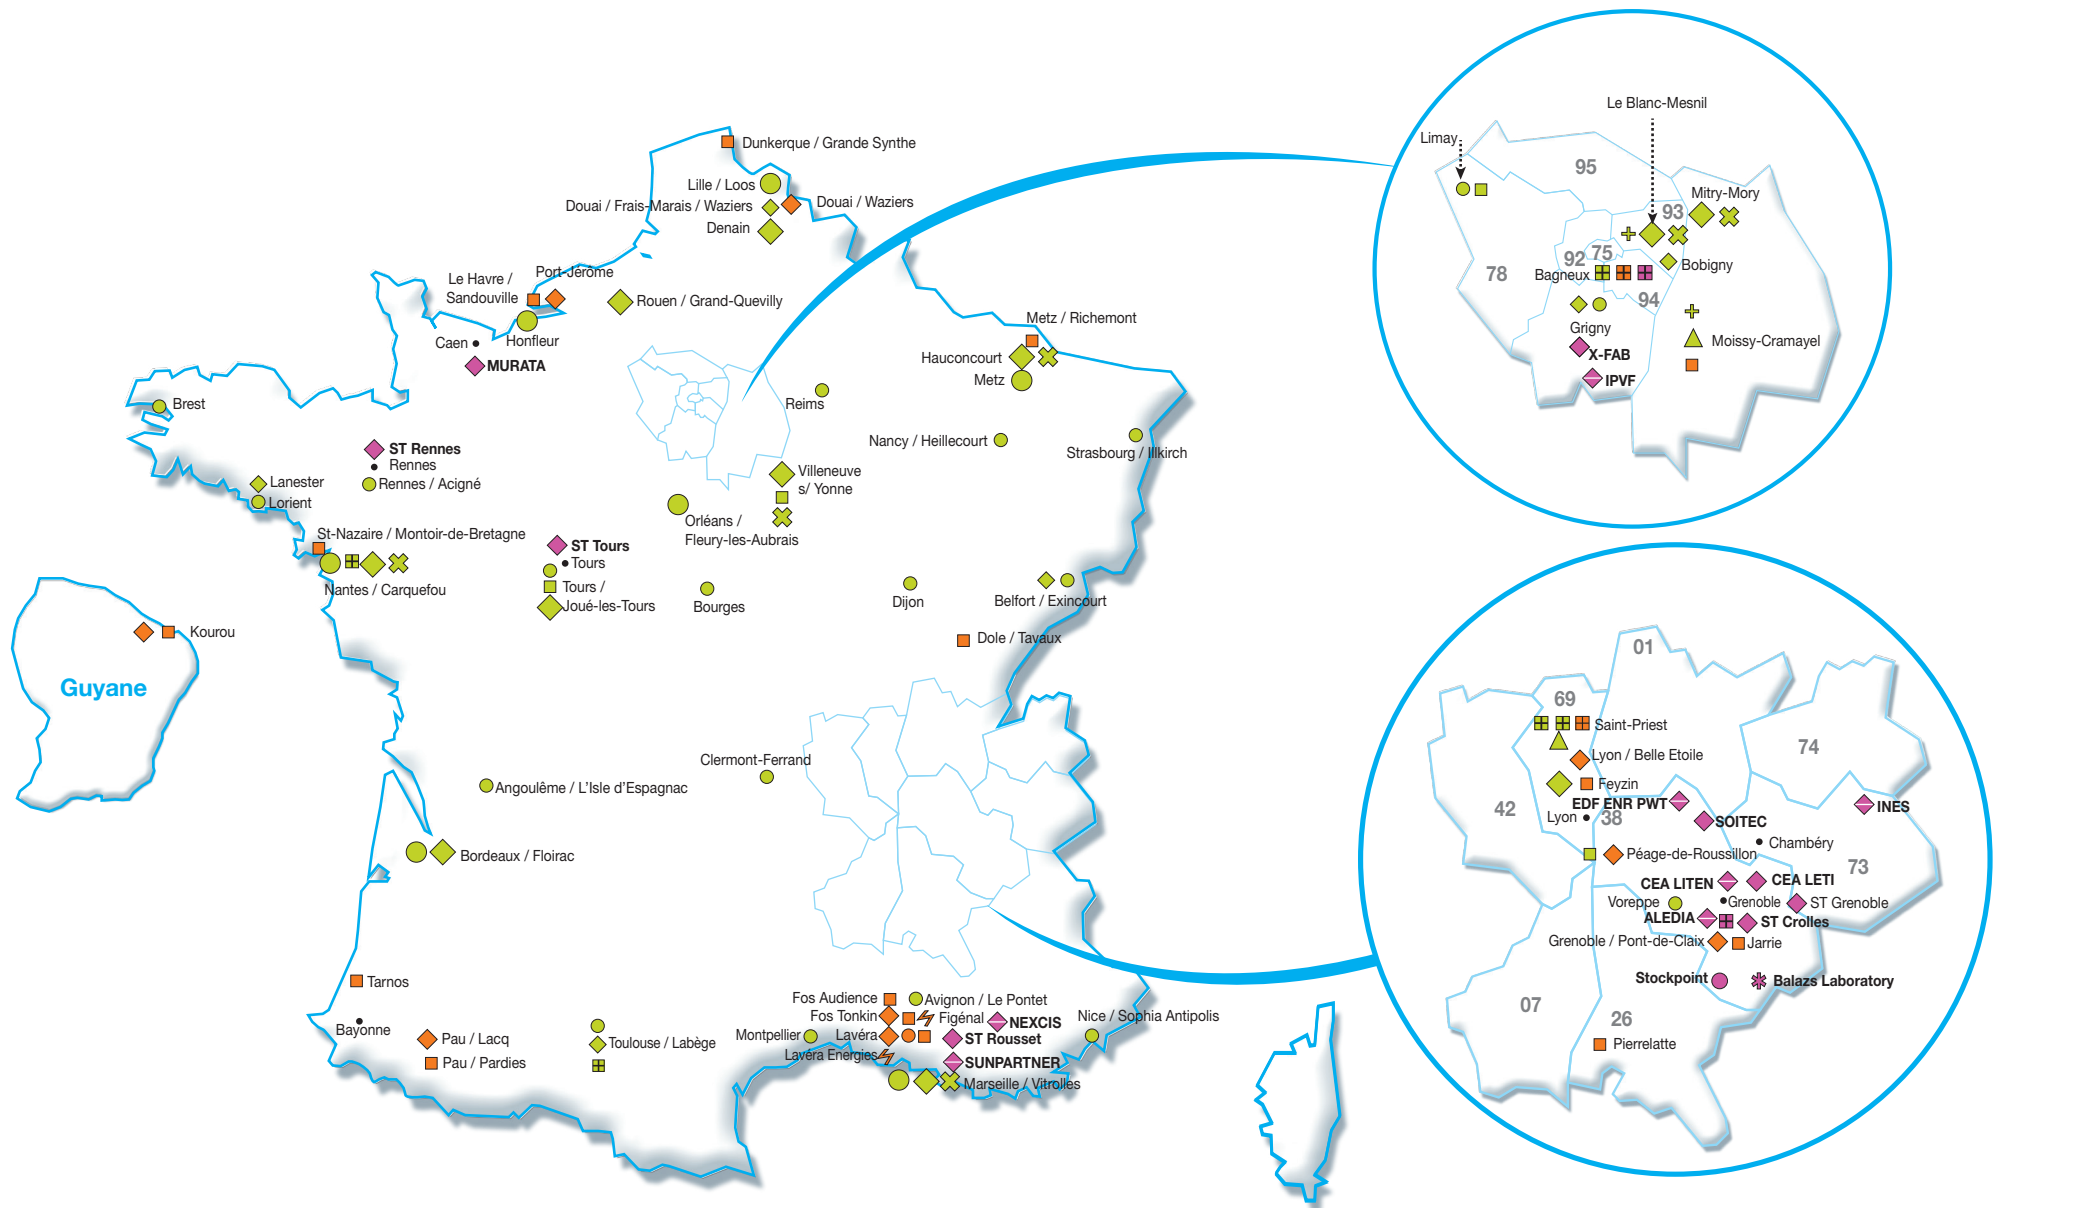 Dunkerque / Grande Synthe
Lille / Loos
Douai / Frais-Marais / Waziers
Douai / Waziers
Denain
Le Havre /
Sandouville
Port-Jérôme
Rouen / Grand-Quevilly
Honfleur
Caen
MURATA
Metz / Richemont
Hauconcourt
Metz
Reims
Brest
Nancy / Heillecourt
Strasbourg / Illkirch
ST Rennes
Rennes
Rennes / Acigné
Lanester
Lorient
Villeneuve
s/ Yonne
Orléans /
Fleury-les-Aubrais
St-Nazaire / Montoir-de-Bretagne
Nantes / Carquefou
ST Tours
Tours
Tours /
Joué-les-Tours
Bourges
Dijon
Belfort / Exincourt
Dole / Tavaux
Kourou
Guyane
Clermont-Ferrand
Angoulême / L'Isle d'Espagnac
Bordeaux / Floirac
Tarnos
Bayonne
Pau / Lacq
Pau / Pardies
Toulouse / Labège
Montpellier
Fos Audience
Avignon / Le Pontet
Fos Tonkin
Figénal
NEXCIS
Lavéra
ST Rousset
Lavéra Energies
SUNPARTNER
Marseille / Vitrolles
Nice / Sophia Antipolis
Le Blanc-Mesnil
Limay
95
Mitry-Mory
93
75
92
78
Bagneux
Bobigny
94
Grigny
Moissy-Cramayel
X-FAB
IPVF
01
69
Saint-Priest
74
Lyon / Belle Etoile
Feyzin
EDF ENR PWT
INES
42
Lyon
38
SOITEC
Chambéry
Péage-de-Roussillon
73
CEA LITEN
CEA LETI
Voreppe
Grenoble
ST Grenoble
ALEDIA
ST Crolles
Grenoble / Pont-de-Claix
Jarrie
Stockpoint
Balazs Laboratory
07
26
Pierrelatte